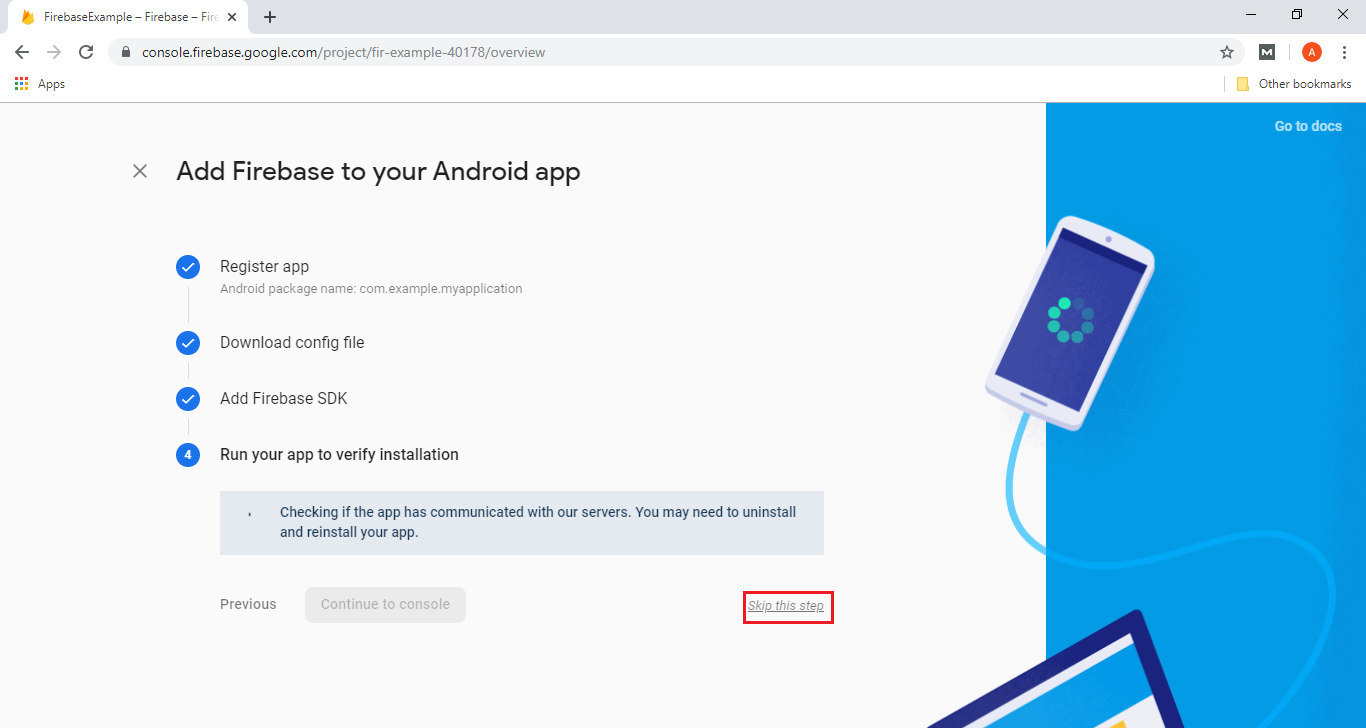 FirebaseExample – Firebase – Fire
console.firebase.google.com/project/fir-example-40178/overview
M
A
Apps
Other bookmarks
Go to docs
Add Firebase to your Android app
Register app
Android package name: com.example.myapplication
Download config file
Add Firebase SDK
4
Run your app to verify installation
Checking if the app has communicated with our servers. You may need to uninstall
and reinstall your app.
Previous
Continue to console
Skip this step